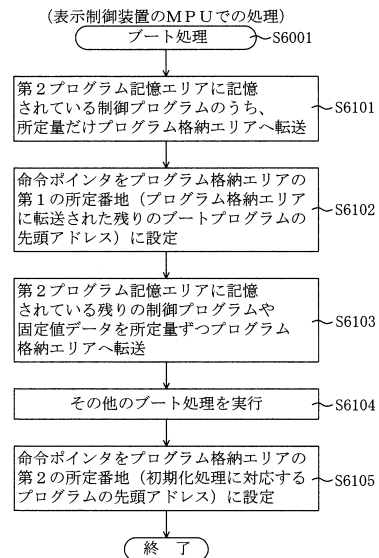 (表示制御装置のMPUでの処理)
ブート処理
S6001
第2プログラム記憶エリアに記憶
されている制御プログラムのうち、
所定量だけプログラム格納エリアへ転送
S6101
命令ポインタをプログラム格納エリアの
第1の所定番地(プログラム格納エリア
に転送された残りのブートプログラムの
先頭アドレス)に設定
S6102
第2プログラム記憶エリアに記憶
されている残りの制御プログラムや
固定値データを所定量ずつプログラム
格納エリアへ転送
S6103
その他のブート処理を実行
S6104
命令ポインタをプログラム格納エリアの
第2の所定番地(初期化処理に対応する
プログラムの先頭アドレス)に設定
S6105
終了